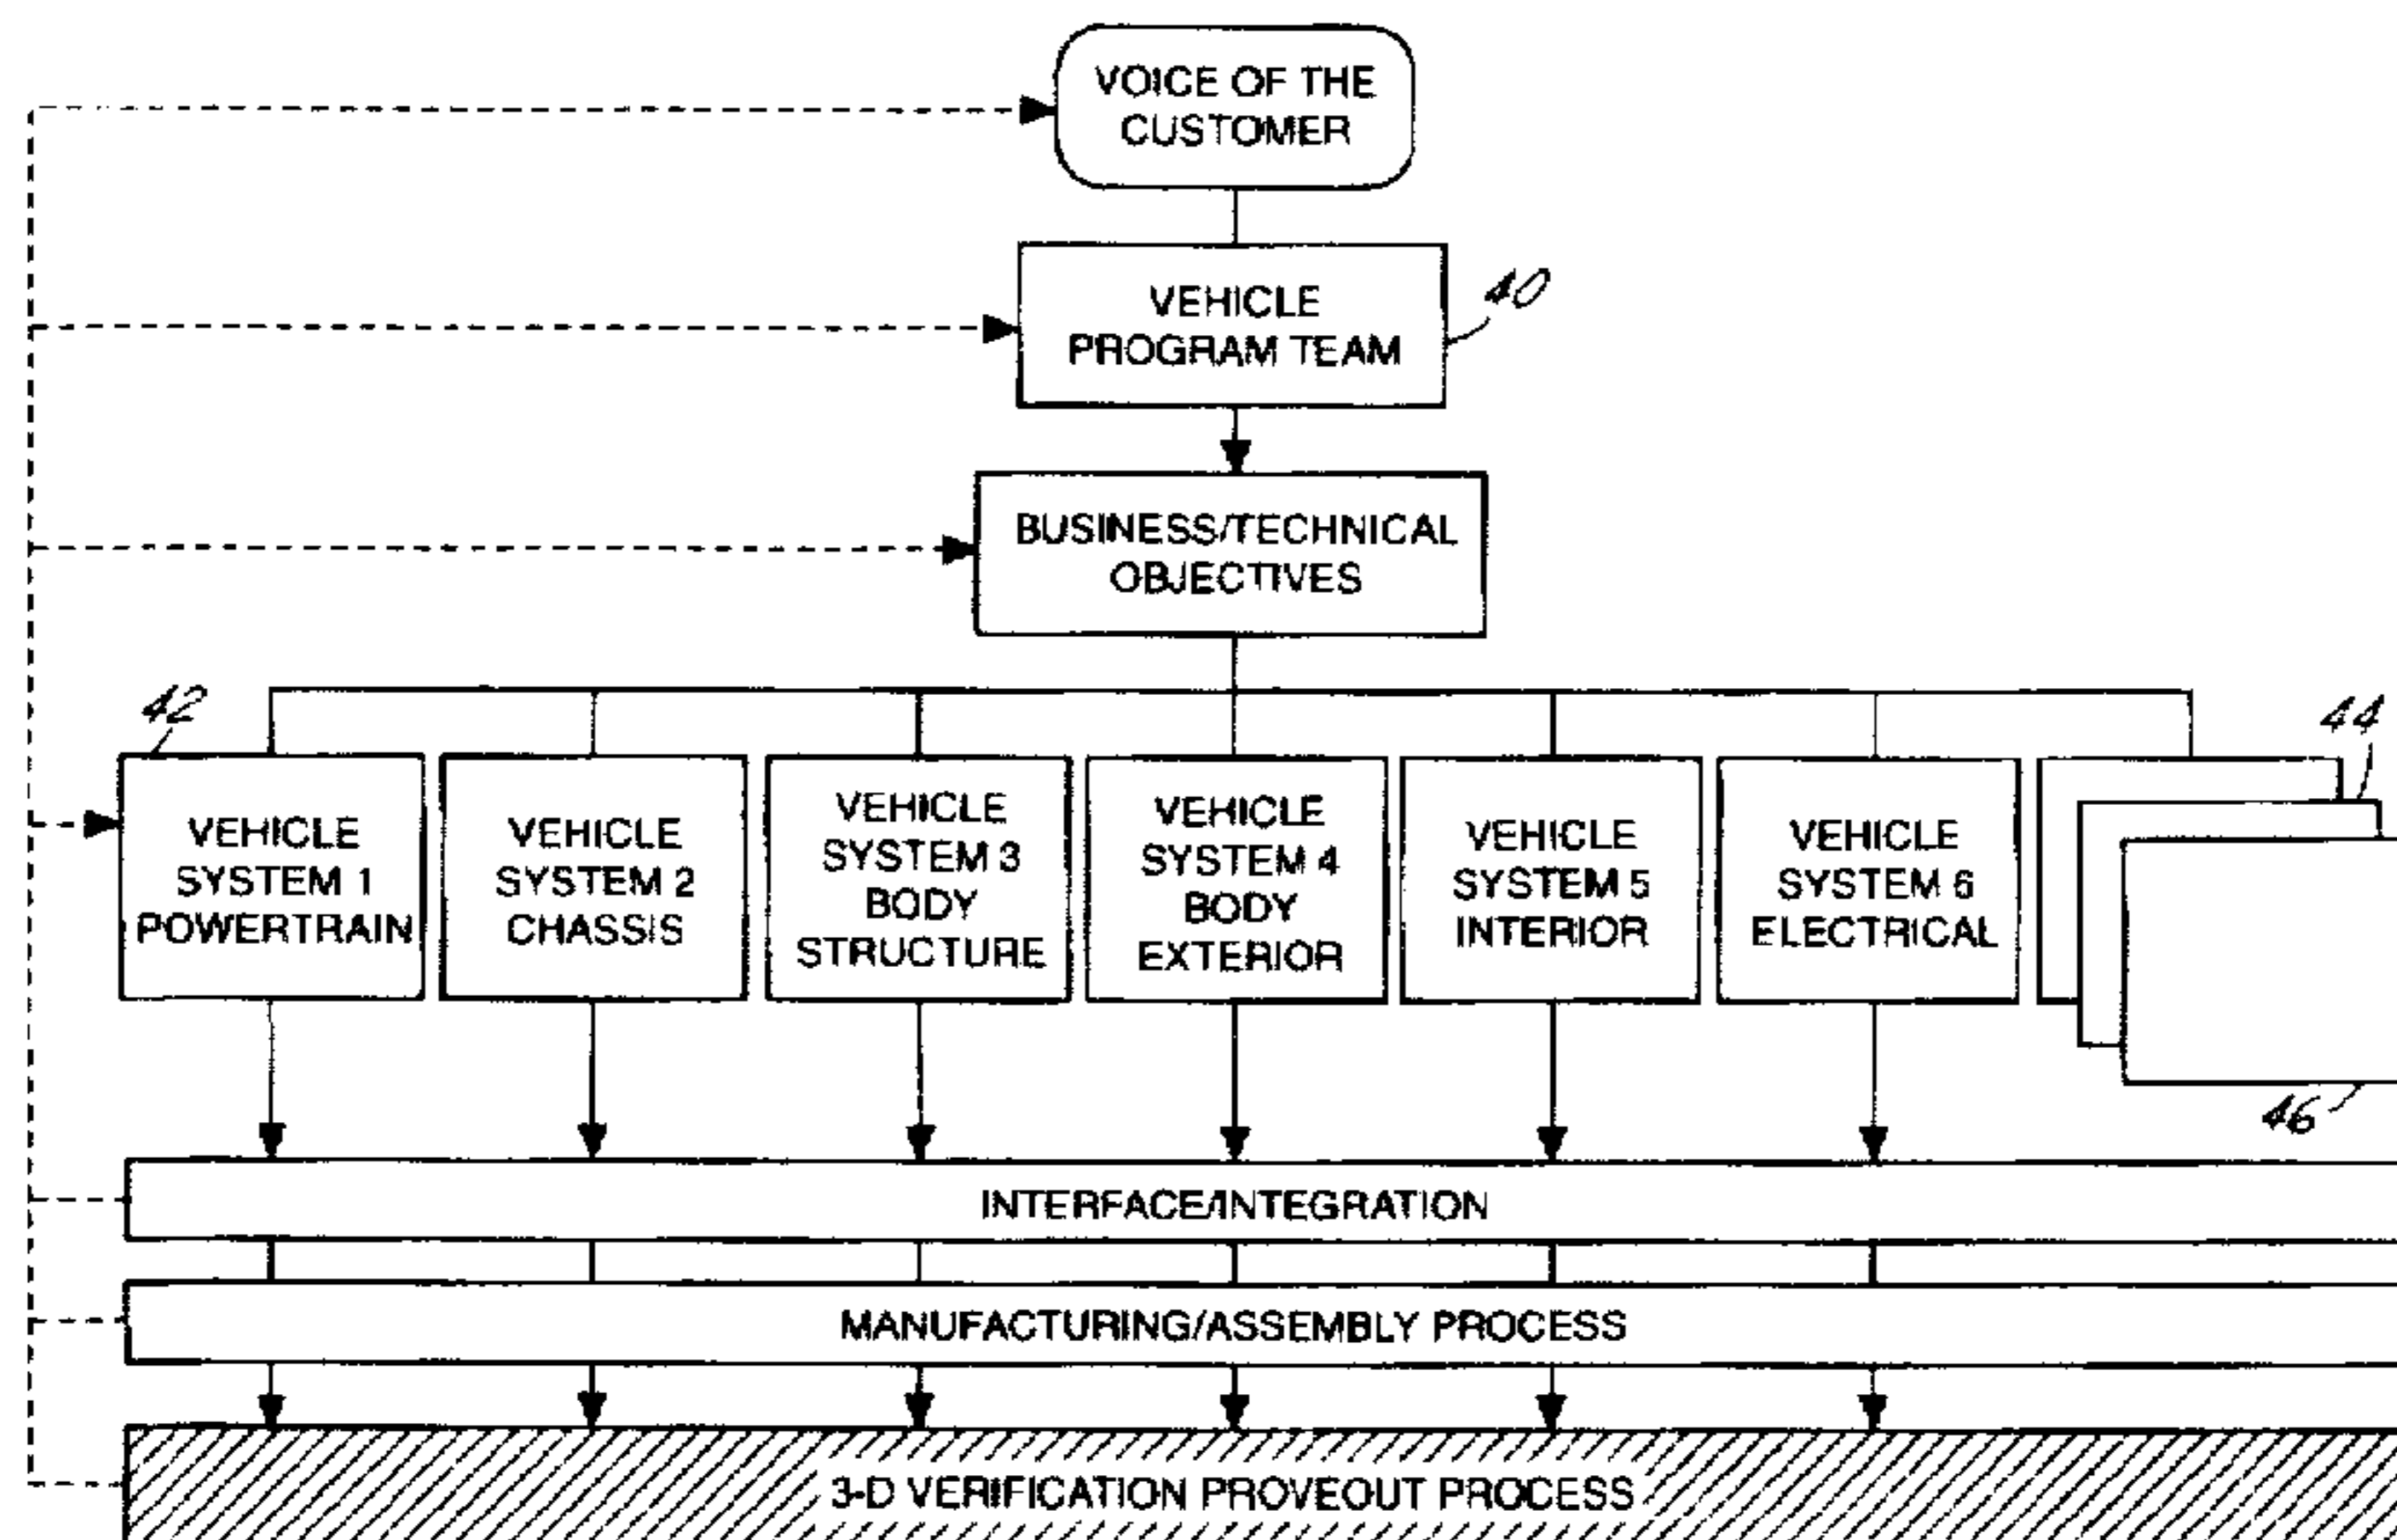 VOICE OF THE
CUSTOMER
VEHICLE
PROGRAM TEAM
40
BUSINESS/TECHNICAL
OBJECTIVES
42
44
VEHICLE
SYSTEM 1
POWERTRAIN
VEHICLE
SYSTEM 2
CHASSIS
VEHICLE
SYSTEM 3
BODY
STRUCTURE
VEHICLE
SYSTEM 4
BODY
EXTERIOR
VEHICLE
SYSTEM 5
INTERIOR
VEHICLE
SYSTEM 6
ELECTRICAL
46
INTERFACE/INTEGRATION
MANUFACTURING/ASSEMBLY PROCESS
3-D VERIFICATION PROVEOUT PROCESS